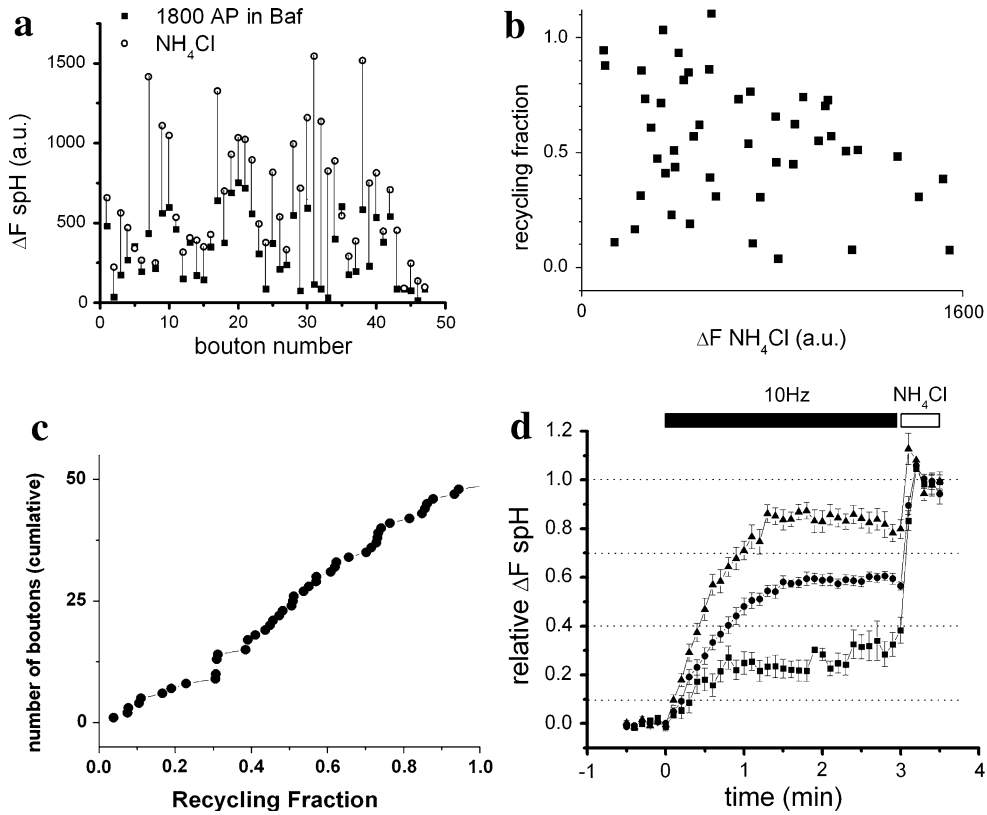 a
1800 AP in Baf
NH4Cl
1500
1000
500
0
0 10 20 30 40 50
bouton number
ΔF spH (a.u.)
b
1.0
0.5
0.0
0 1600
ΔF NH4Cl (a.u.)
recycling fraction
c
50
25
0
0.0 0.2 0.4 0.6 0.8 1.0
Recycling Fraction
number of boutons (cumlative)
d
10Hz NH4Cl
1.2
1.0
0.8
0.6
0.4
0.2
0.0
-1 0 1 2 3 4
time (min)
relative ΔF spH